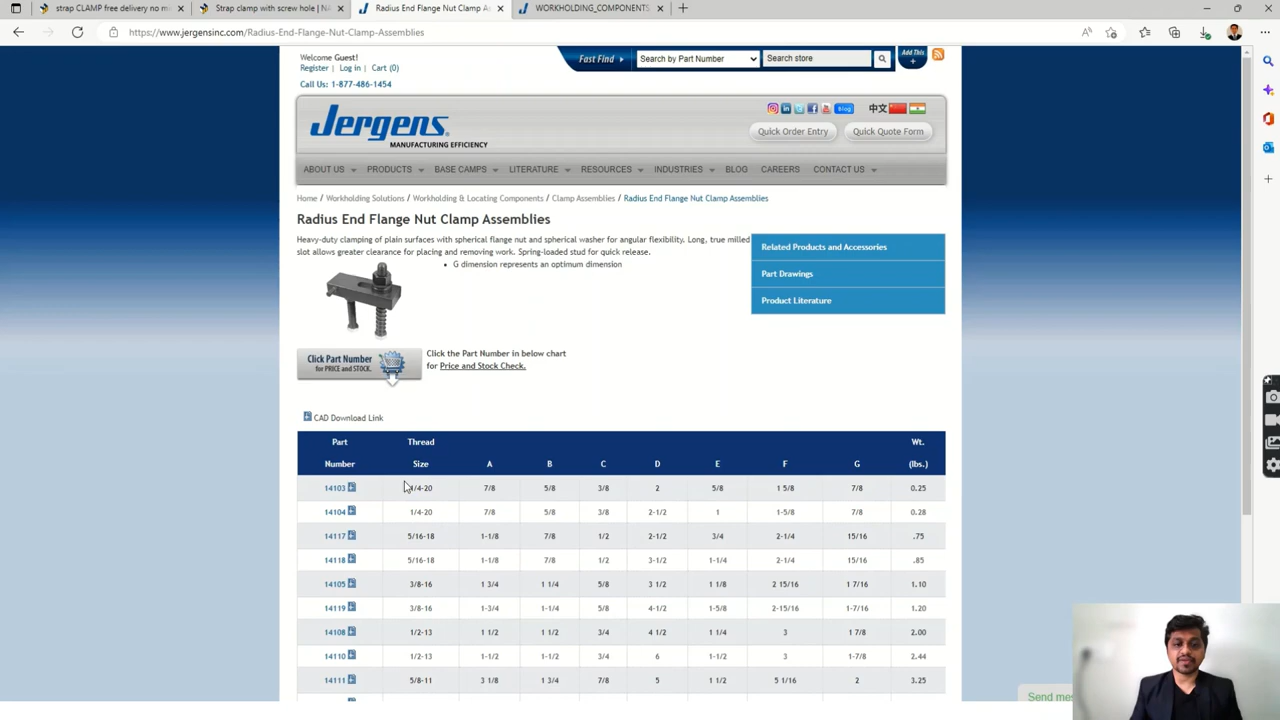 strap CLAMP free delivery no m
Strap clamp with screw hole | N
Radius End Flange Nut Clamp A
WORKHOLDING_COMPONENTS
https://www.jergensinc.com/Radius-End-Flange-Nut-Clamp-Assemblies
Welcome Guest!
Register Log in Cart (0)
Call Us: 1-877-486-1454
Fast Find
Search by Part Number
Search store
Add This
+
Jergens
MANUFACTURING EFFICIENCY
Blog
中文
Quick Order Entry
Quick Quote Form
ABOUT US PRODUCTS BASE CAMPS LITERATURE RESOURCES INDUSTRIES BLOG CAREERS CONTACT US
Home / Workholding Solutions / Workholding & Locating Components / Clamp Assemblies / Radius End Flange Nut Clamp Assemblies
Radius End Flange Nut Clamp Assemblies
Heavy-duty clamping of plain surfaces with spherical flange nut and spherical washer for angular flexibility. Long, true milled
slot allows greater clearance for placing and removing work. Spring-loaded stud for quick release.
• G dimension represents an optimum dimension
Related Products and Accessories
Part Drawings
Product Literature
Click Part Number
for PRICE and STOCK.
Click the Part Number in below chart
for Price and Stock Check.
CAD Download Link
Part Number Thread Size A B C D E F G Wt. (lbs.)
14103 1/4-20 7/8 5/8 3/8 2 5/8 1 5/8 7/8 0.25
14104 1/4-20 7/8 5/8 3/8 2-1/2 1 1-5/8 7/8 0.28
14117 5/16-18 1-1/8 7/8 1/2 2-1/2 3/4 2-1/4 15/16 .75
14118 5/16-18 1-1/8 7/8 1/2 3-1/2 1-1/4 2-1/4 15/16 .85
14105 3/8-16 1 3/4 1 1/4 5/8 3 1/2 1 1/8 2 15/16 1 7/16 1.10
14119 3/8-16 1-3/4 1-1/4 5/8 4-1/2 1-5/8 2-15/16 1-7/16 1.20
14108 1/2-13 1 1/2 1 1/2 3/4 4 1/2 1 1/4 3 1 7/8 2.00
14110 1/2-13 1-1/2 1-1/2 3/4 6 1-1/2 3 1-7/8 2.44
14111 5/8-11 3 1/8 1 3/4 7/8 5 1 1/2 5 1/16 2 3.25
Send mes